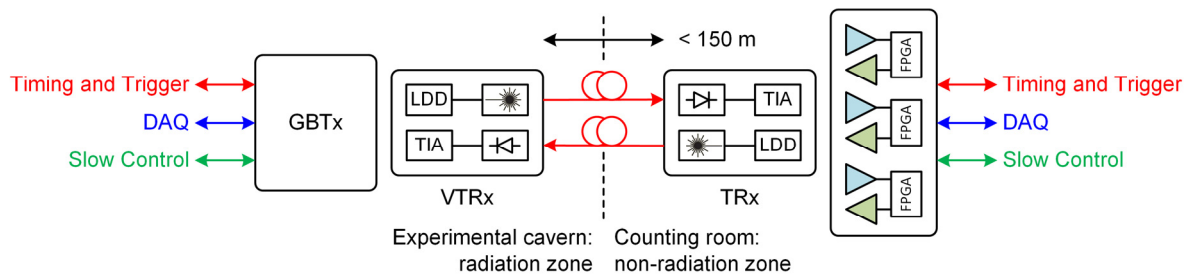 < 150 m
Timing and Trigger
DAQ
Slow Control
GBTx
LDD
TIA
VTRx
TIA
LDD
TRx
FPGA
FPGA
FPGA
Timing and Trigger
DAQ
Slow Control
Experimental cavern:
radiation zone
Counting room:
non-radiation zone